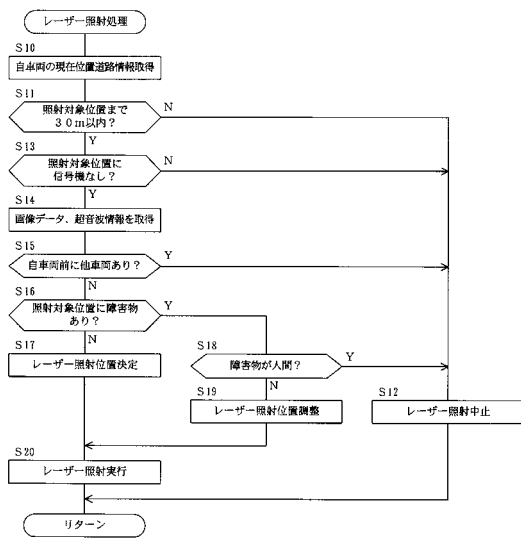 レーザー照射処理
S10
自車両の現在位置道路情報取得
S11
照射対象位置まで
30m以内?
N
Y
S13
照射対象位置に
信号機なし?
N
Y
S14
画像データ、超音波情報を取得
S15
自車両前に他車両あり?
Y
N
S16
照射対象位置に障害物
あり?
Y
N
S17
レーザー照射位置決定
S18
障害物が人間?
Y
N
S19
レーザー照射位置調整
S12
レーザー照射中止
S20
レーザー照射実行
リターン